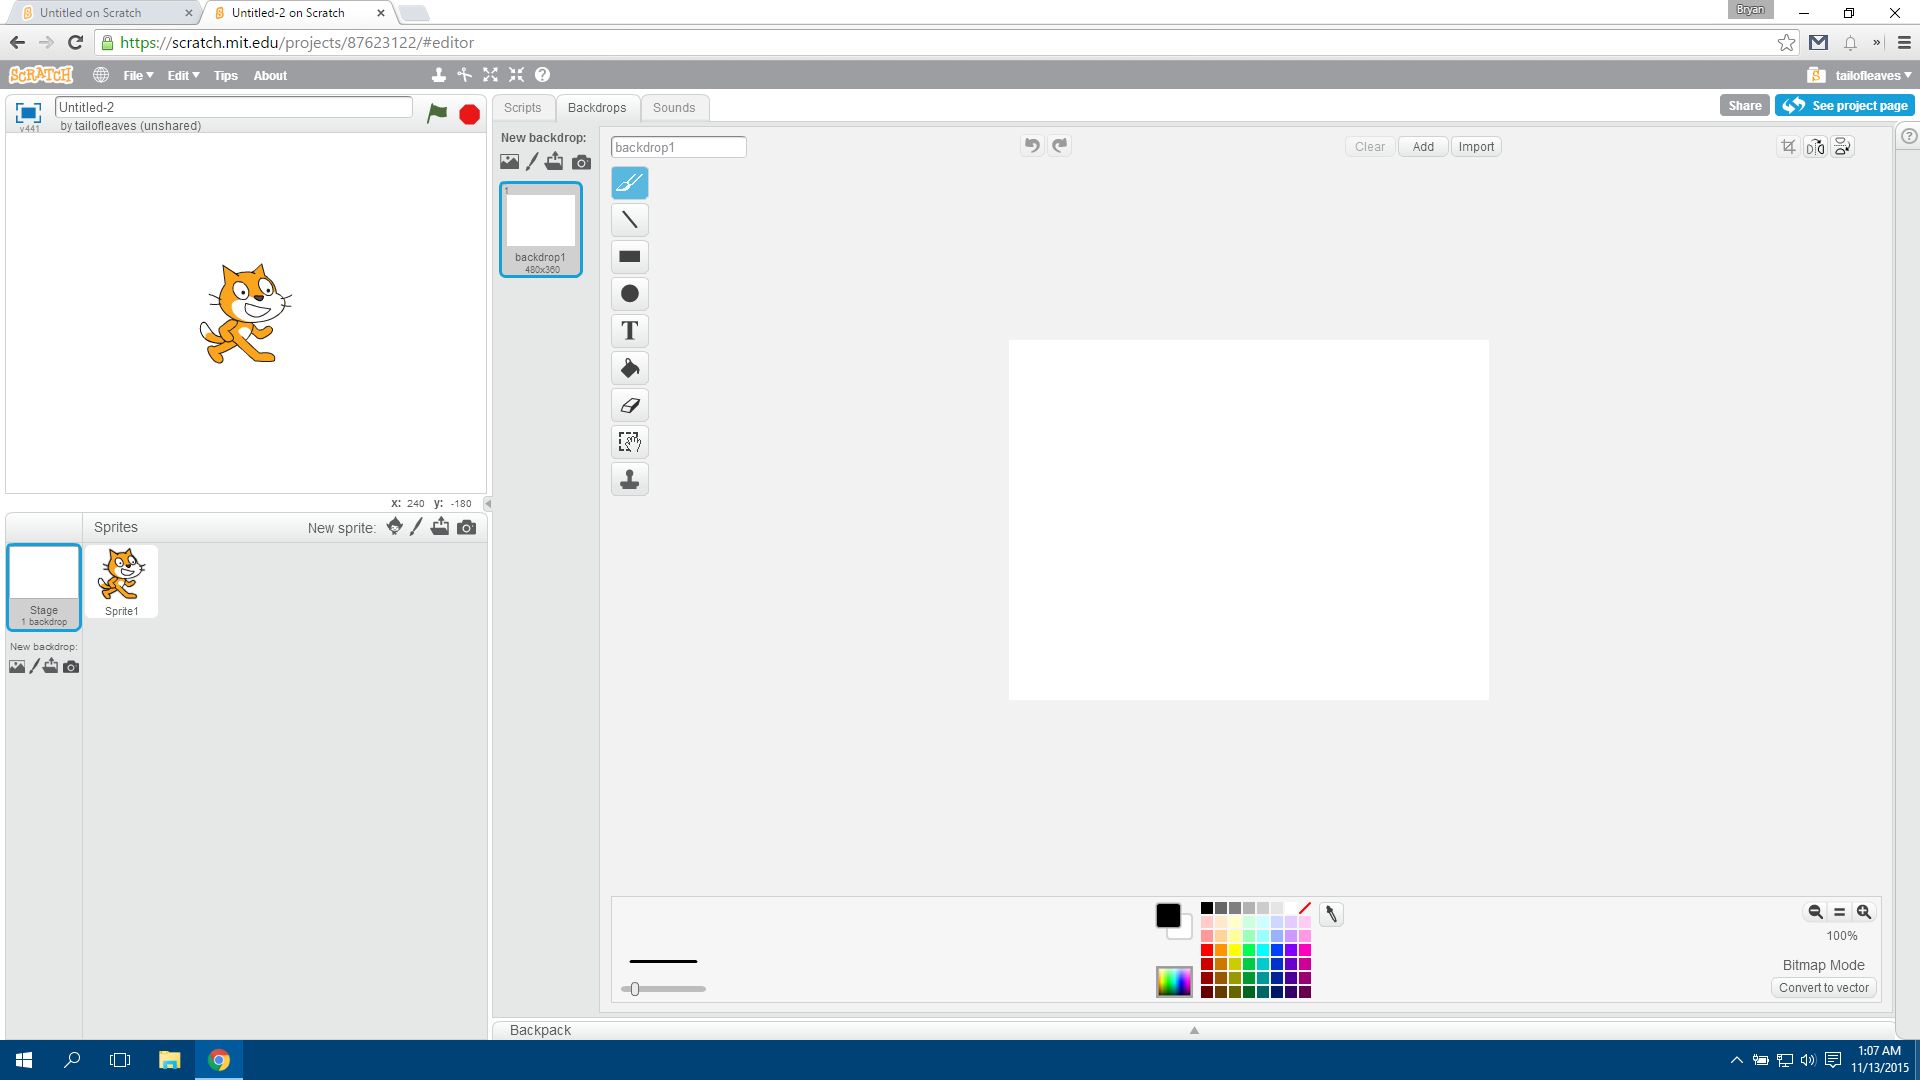 Untitled on Scratch
Untitled-2 on Scratch
Bryan
https://scratch.mit.edu/projects/87623122/#editor
SCRATCH
File
Edit
Tips
About
tailofleaves
v441
Untitled-2
by tailofleaves (unshared)
Scripts
Backdrops
Sounds
Share
See project page
New backdrop:
backdrop1
Clear
Add
Import
1
backdrop1
480x360
T
x: 240 y: -180
Sprites
New sprite:
Stage
1 backdrop
Sprite1
New backdrop:
100%
Bitmap Mode
Convert to vector
Backpack
1:07 AM
11/13/2015